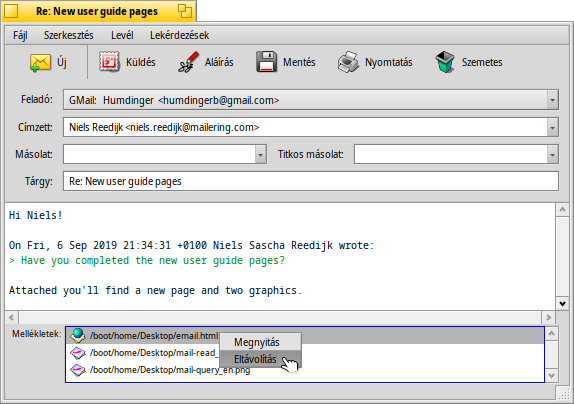 Re: New user guide pages
Fájl Szerkesztés Levél Lekérdezések
Új Küldés Aláírás Mentés Nyomtatás Szemetes
Feladó: GMail: Humdinger <humdingerb@gmail.com>
Címzett: Niels Reedijk <niels.reedijk@mailering.com>
Másolat: Titkos másolat:
Tárgy: Re: New user guide pages
Hi Niels!
On Fri, 6 Sep 2019 21:34:31 +0100 Niels Sascha Reedijk wrote:
> Have you completed the new user guide pages?
Attached you'll find a new page and two graphics.
Mellékletek: /boot/home/Desktop/email.html
Megnyitás
/boot/home/Desktop/mail-read_
Eltávolítás
/boot/home/Desktop/mail-query_en.png